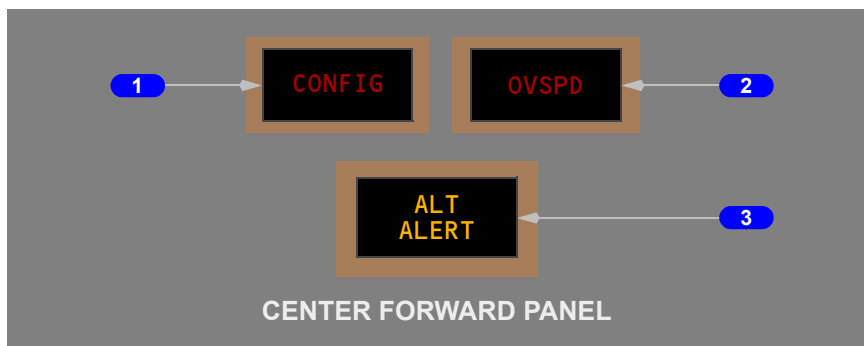 1
CONFIG
OVSPD
2
ALT
ALERT
3
CENTER FORWARD PANEL